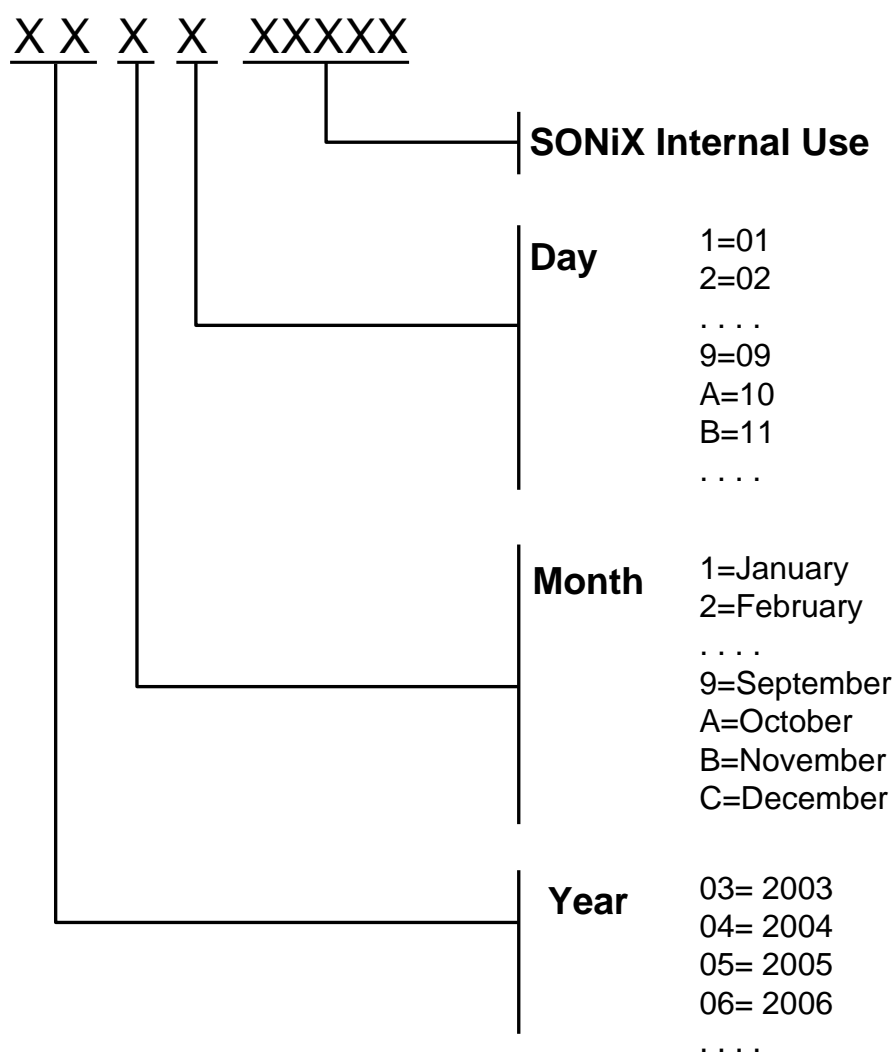 X X X X XXXXX
SONiX Internal Use
Day
1=01
2=02
. . . .
9=09
A=10
B=11
. . . .
Month
1=January
2=February
. . . .
9=September
A=October
B=November
C=December
Year
03= 2003
04= 2004
05= 2005
06= 2006
. . . .